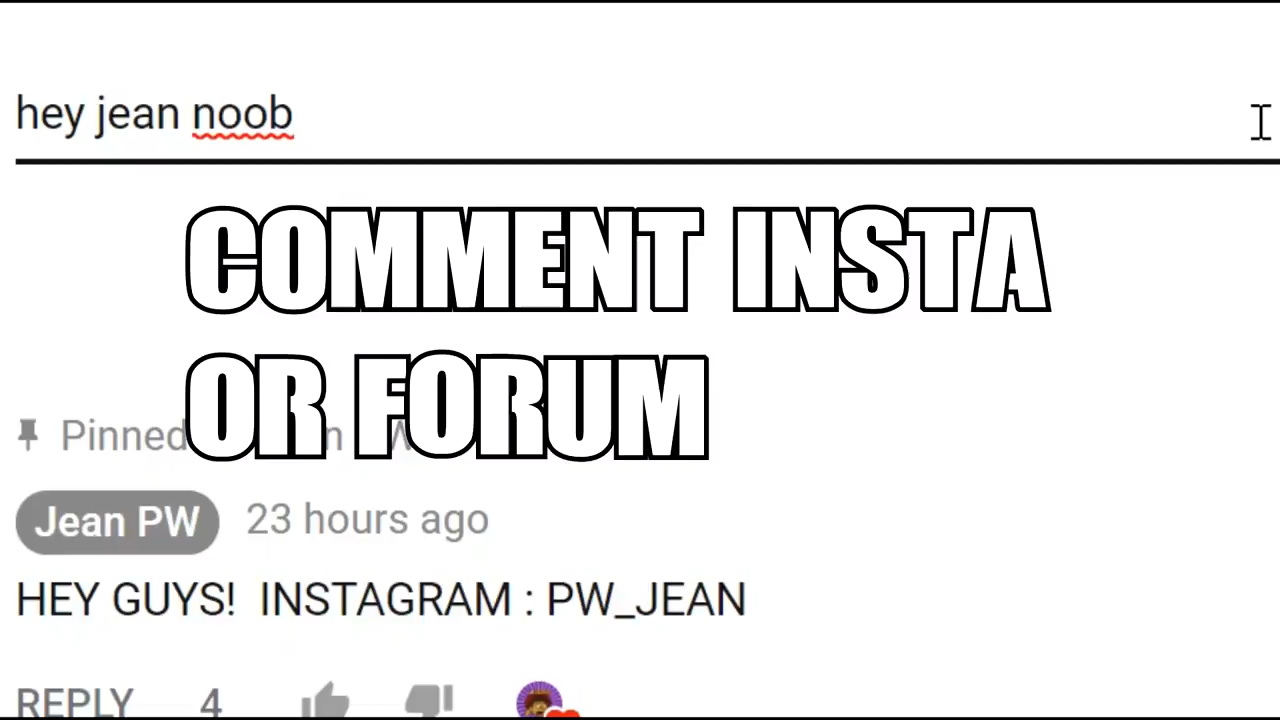 hey jean noob
COMMENT INSTA
OR FORUM
Pinned
Jean PW 23 hours ago
HEY GUYS! INSTAGRAM : PW_JEAN
REPLY 4